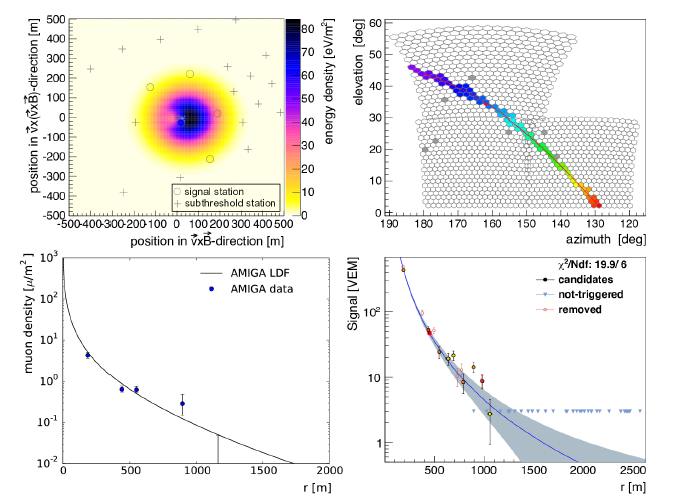 position in v⃗x(v⃗xB⃗)-direction [m]
500
400
300
200
100
0
-100
-200
-300
-400
-500
-500 -400 -300 -200 -100 0 100 200 300 400 500
position in v⃗xB⃗-direction [m]
signal station
subthreshold station
80
70
60
50
40
30
20
10
0
energy density [eV/m²]
elevation [deg]
60
50
40
30
20
10
0
190 180 170 160 150 140 130 120
azimuth [deg]
muon density [μ/m²]
10³
10²
10¹
10⁰
10⁻¹
10⁻²
0 500 1000 1500 2000
r [m]
AMIGA LDF
AMIGA data
Signal [VEM]
10²
10
1
500 1000 1500 2000 2500
r [m]
χ²/Ndf: 19.9/ 6
candidates
not-triggered
removed